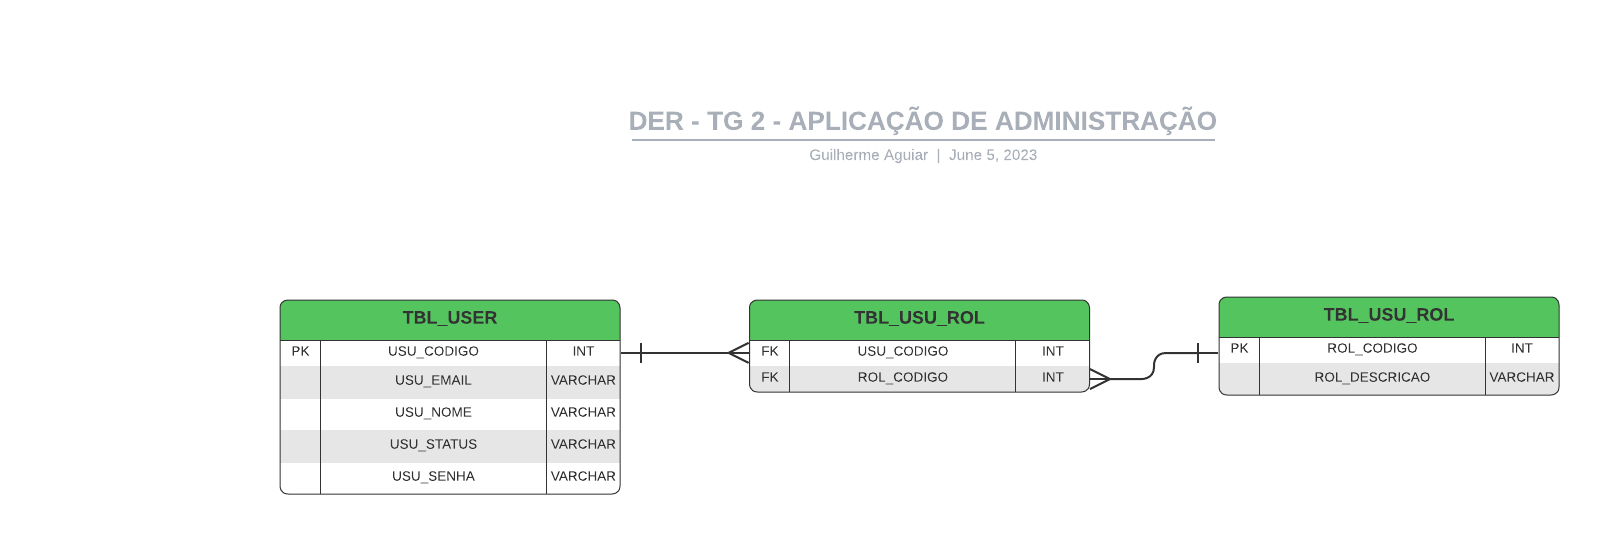 DER - TG 2 - APLICAÇÃO DE ADMINISTRAÇÃO
Guilherme Aguiar | June 5, 2023
TBL_USER
PK USU_CODIGO INT
USU_EMAIL VARCHAR
USU_NOME VARCHAR
USU_STATUS VARCHAR
USU_SENHA VARCHAR
TBL_USU_ROL
FK USU_CODIGO INT
FK ROL_CODIGO INT
TBL_USU_ROL
PK ROL_CODIGO INT
ROL_DESCRICAO VARCHAR